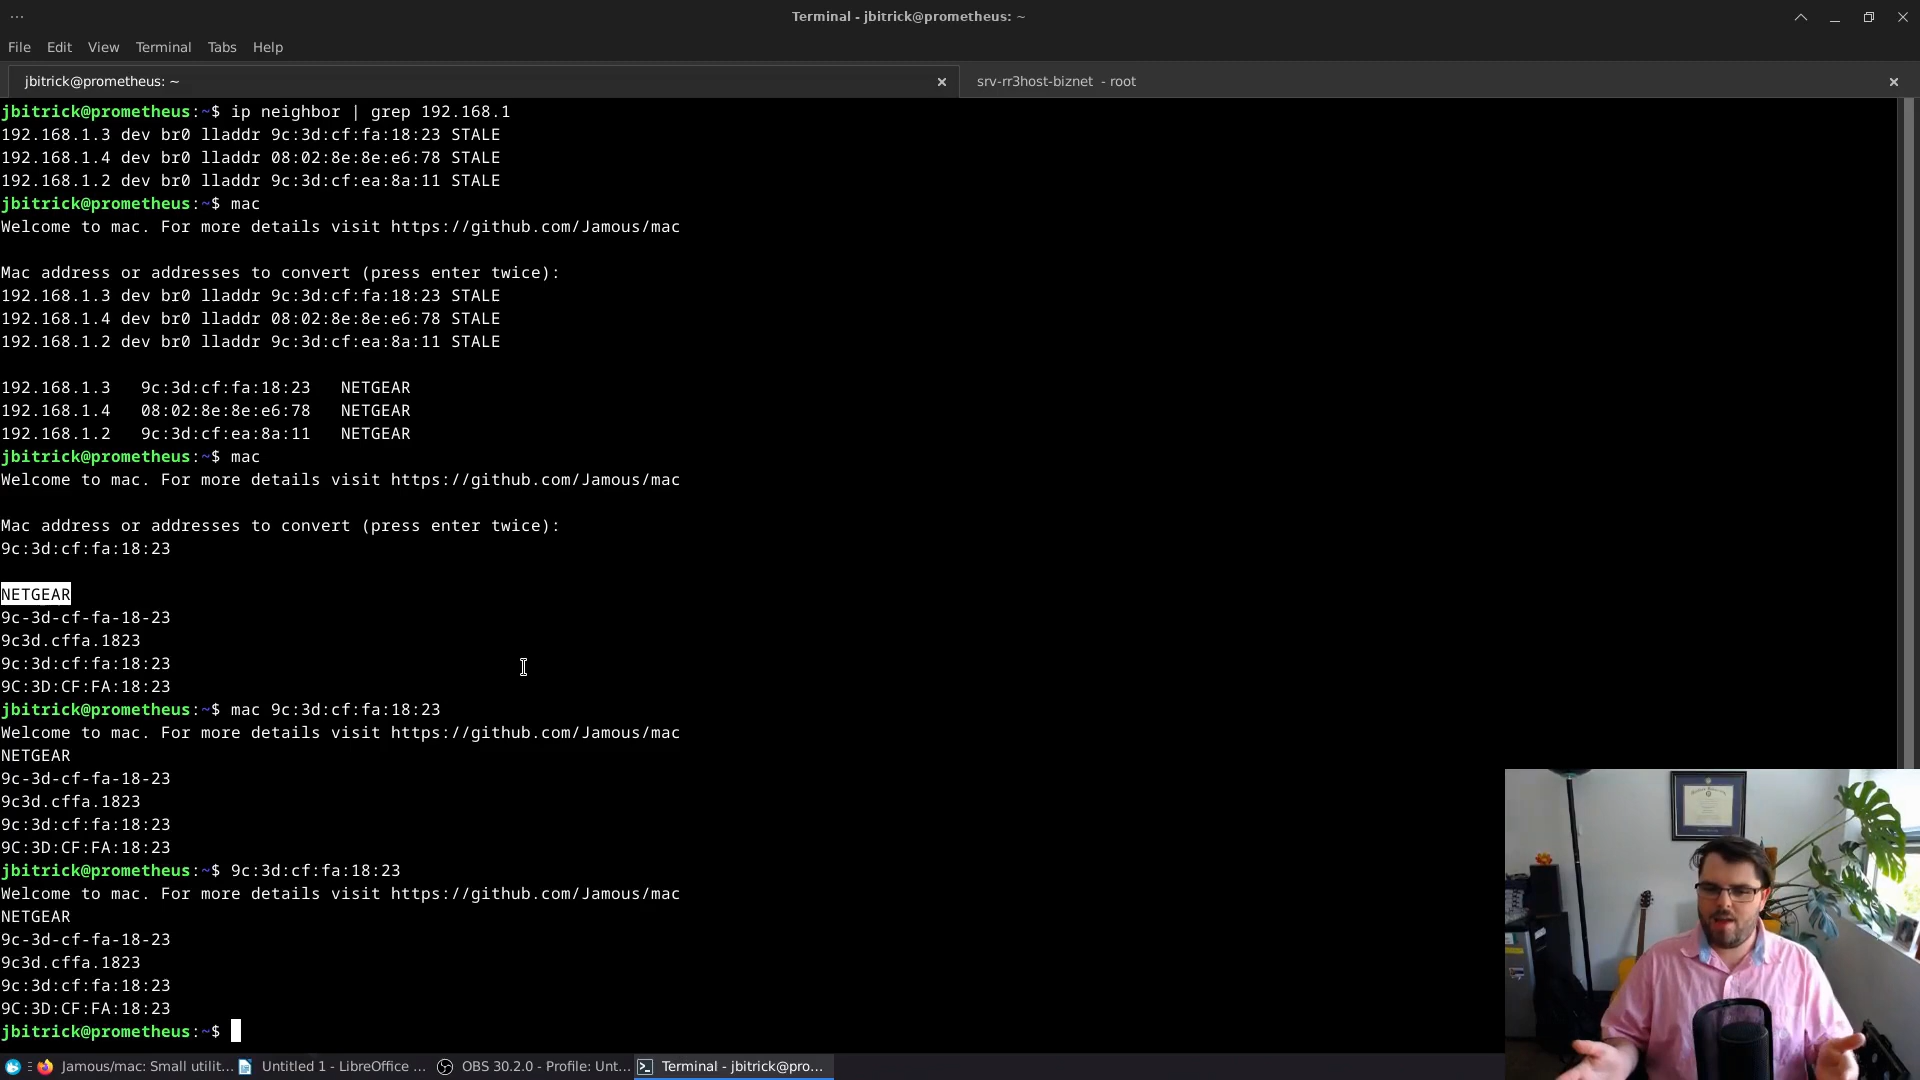 Terminal - jbitrick@prometheus: ~
File Edit View Terminal Tabs Help
jbitrick@prometheus: ~
srv-rr3host-biznet - root
jbitrick@prometheus:~$ ip neighbor | grep 192.168.1
192.168.1.3 dev br0 lladdr 9c:3d:cf:fa:18:23 STALE
192.168.1.4 dev br0 lladdr 08:02:8e:8e:e6:78 STALE
192.168.1.2 dev br0 lladdr 9c:3d:cf:ea:8a:11 STALE
jbitrick@prometheus:~$ mac
Welcome to mac. For more details visit https://github.com/Jamous/mac
Mac address or addresses to convert (press enter twice):
192.168.1.3 dev br0 lladdr 9c:3d:cf:fa:18:23 STALE
192.168.1.4 dev br0 lladdr 08:02:8e:8e:e6:78 STALE
192.168.1.2 dev br0 lladdr 9c:3d:cf:ea:8a:11 STALE
192.168.1.3 9c:3d:cf:fa:18:23 NETGEAR
192.168.1.4 08:02:8e:8e:e6:78 NETGEAR
192.168.1.2 9c:3d:cf:ea:8a:11 NETGEAR
jbitrick@prometheus:~$ mac
Welcome to mac. For more details visit https://github.com/Jamous/mac
Mac address or addresses to convert (press enter twice):
9c:3d:cf:fa:18:23
NETGEAR
9c-3d-cf-fa-18-23
9c3d.cffa.1823
9c:3d:cf:fa:18:23
9C:3D:CF:FA:18:23
jbitrick@prometheus:~$ mac 9c:3d:cf:fa:18:23
Welcome to mac. For more details visit https://github.com/Jamous/mac
NETGEAR
9c-3d-cf-fa-18-23
9c3d.cffa.1823
9c:3d:cf:fa:18:23
9C:3D:CF:FA:18:23
jbitrick@prometheus:~$ 9c:3d:cf:fa:18:23
Welcome to mac. For more details visit https://github.com/Jamous/mac
NETGEAR
9c-3d-cf-fa-18-23
9c3d.cffa.1823
9c:3d:cf:fa:18:23
9C:3D:CF:FA:18:23
jbitrick@prometheus:~$
Jamous/mac: Small utilit... Untitled 1 - LibreOffice ... OBS 30.2.0 - Profile: Unt... Terminal - jbitrick@pro...